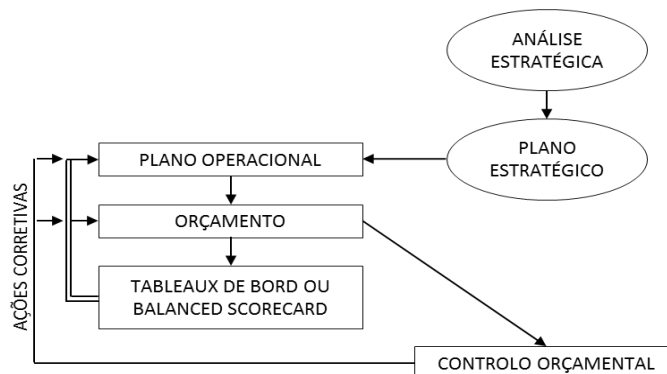 ANÁLISE
ESTRATÉGICA
PLANO
ESTRATÉGICO
PLANO OPERACIONAL
ORÇAMENTO
TABLEAUX DE BORD OU
BALANCED SCORECARD
AÇÕES CORRETIVAS
CONTROLO ORÇAMENTAL